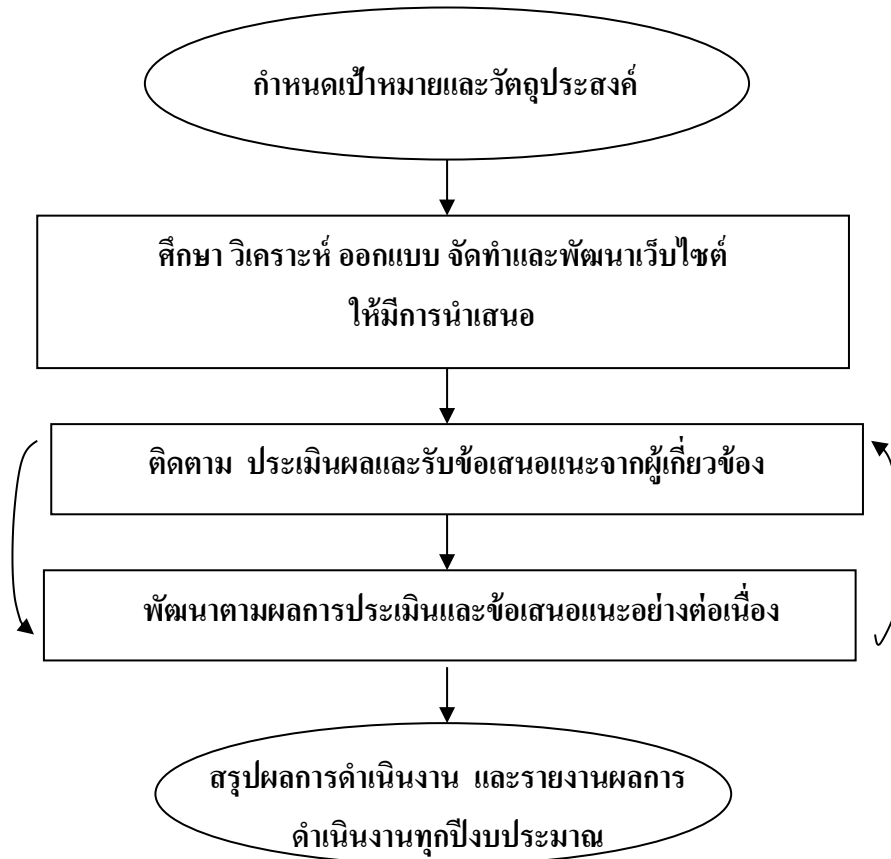 กำหนดเป้าหมายและวัตถุประสงค์
ศึกษา วิเคราะห์ ออกแบบ จัดทำและพัฒนาเว็บไซต์
ให้มีการนำเสนอ
ติดตาม ประเมินผลและรับข้อเสนอแนะจากผู้เกี่ยวข้อง
พัฒนาตามผลการประเมินและข้อเสนอแนะอย่างต่อเนื่อง
สรุปผลการดำเนินงาน และรายงานผลการ
ดำเนินงานทุกปีงบประมาณ